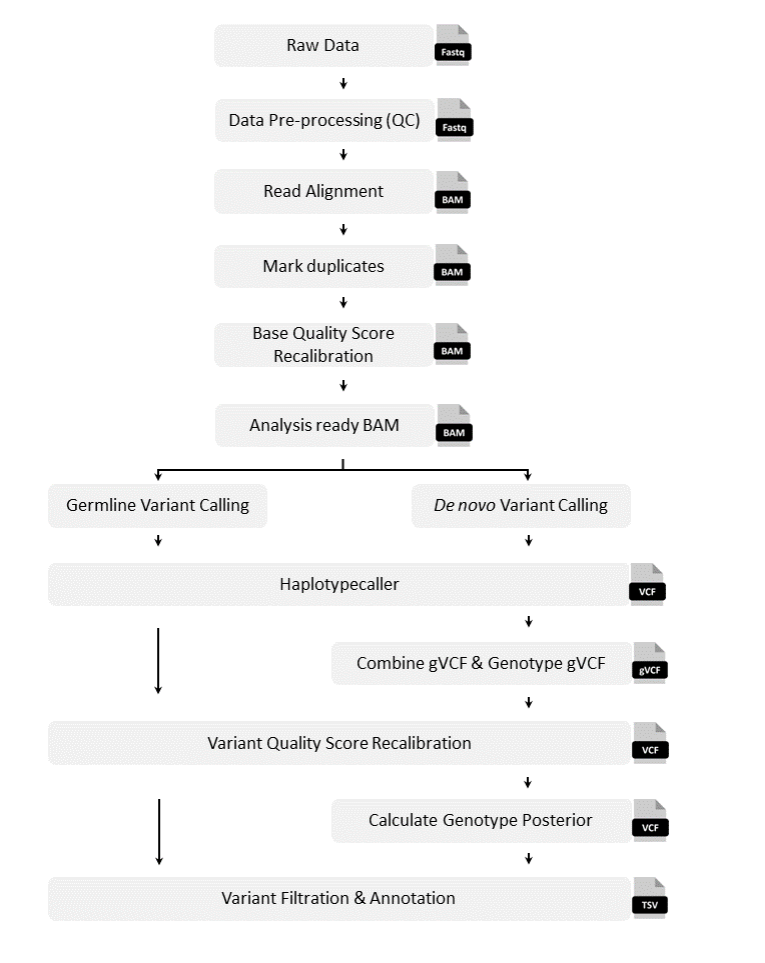 Raw Data
Fastq
Data Pre-processing (QC)
Fastq
Read Alignment
BAM
Mark duplicates
BAM
Base Quality Score
Recalibration
BAM
Analysis ready BAM
BAM
Germline Variant Calling
De novo Variant Calling
Haplotypecaller
VCF
Combine gVCF & Genotype gVCF
gVCF
Variant Quality Score Recalibration
VCF
Calculate Genotype Posterior
VCF
Variant Filtration & Annotation
TSV